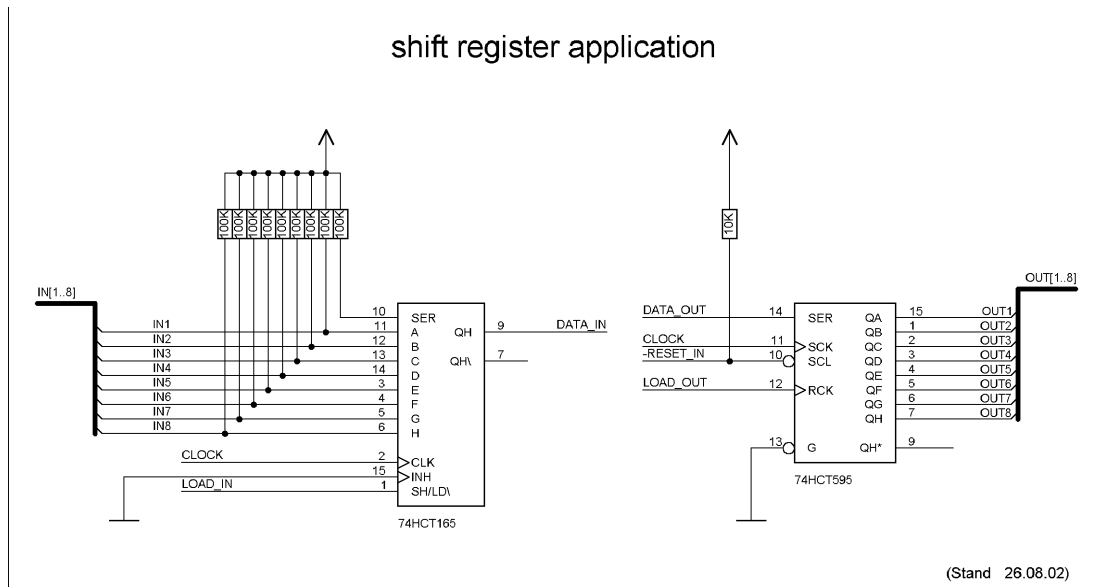 shift register application
100K
100K
100K
100K
100K
100K
100K
100K
100K
IN[1..8]
IN1
IN2
IN3
IN4
IN5
IN6
IN7
IN8
CLOCK
LOAD_IN
10
11
12
13
14
3
4
5
6
2
15
1
SER
A
B
C
D
E
F
G
H
CLK
INH
SH/LD\
QH
QH\
9
7
DATA_IN
74HCT165
10K
DATA_OUT
CLOCK
-RESET_IN
LOAD_OUT
14
11
10
12
13
SER
SCK
SCL
RCK
G
QA
QB
QC
QD
QE
QF
QG
QH
QH*
15
1
2
3
4
5
6
7
9
OUT[1..8]
OUT1
OUT2
OUT3
OUT4
OUT5
OUT6
OUT7
OUT8
74HCT595
(Stand 26.08.02)